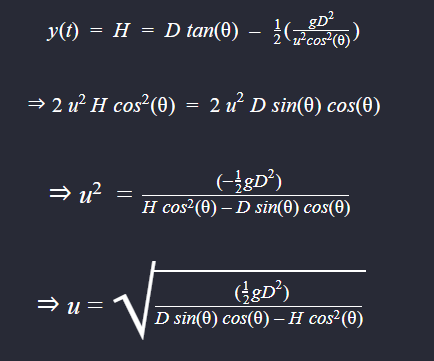 y(t) = H = D tan(θ) – ½(gD²/u²cos²(θ))
⇒ 2 u² H cos²(θ) = 2 u² D sin(θ) cos(θ)
⇒ u² = (–½gD²) / H cos²(θ) – D sin(θ) cos(θ)
⇒ u = √((½gD²) / D sin(θ) cos(θ) – H cos²(θ))